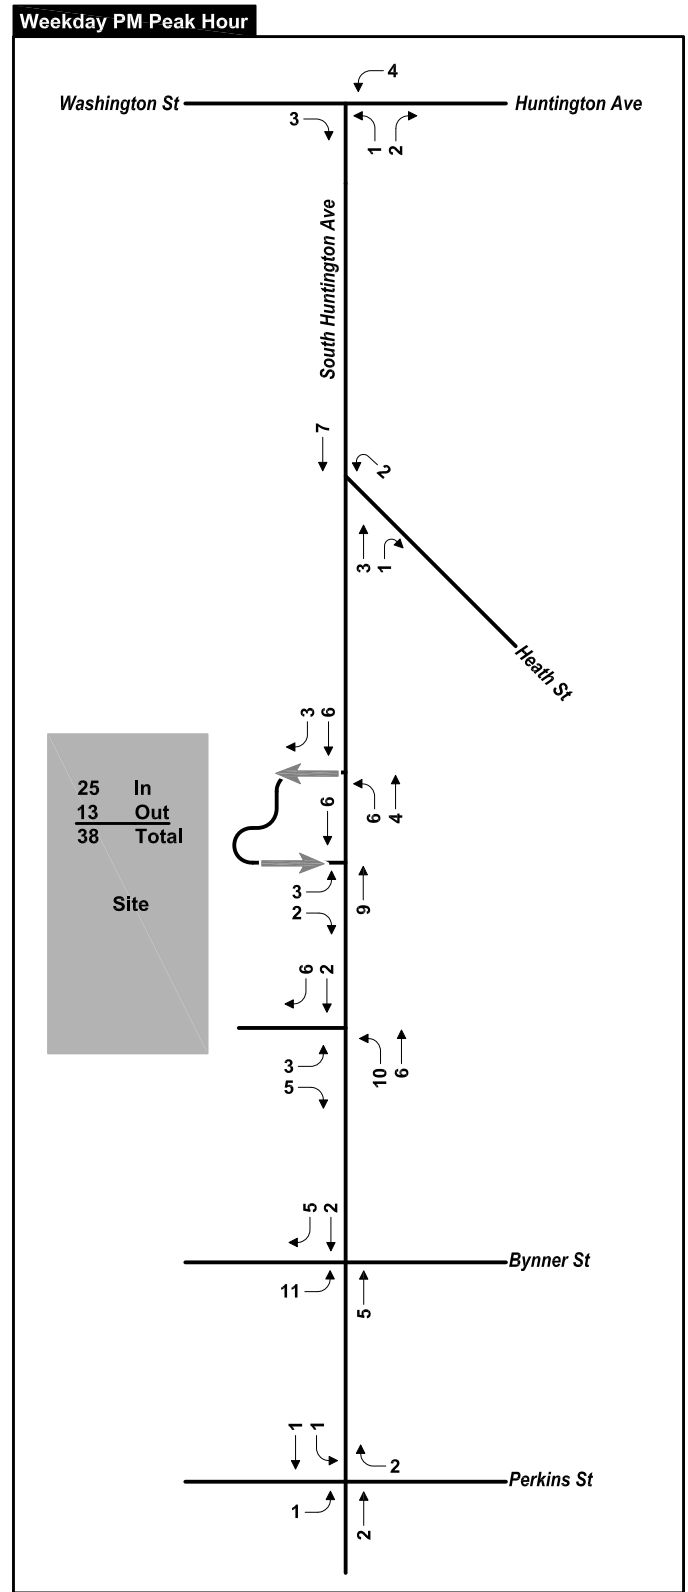 Weekday PM Peak Hour
4
Washington St
Huntington Ave
3
1
2
South Huntington Ave
7
2
3
1
Heath St
3
6
25 In
13 Out
38 Total
6
4
6
Site
3
2
9
6
2
3
5
10
6
5
2
Bynner St
11
5
1
1
2
Perkins St
1
2